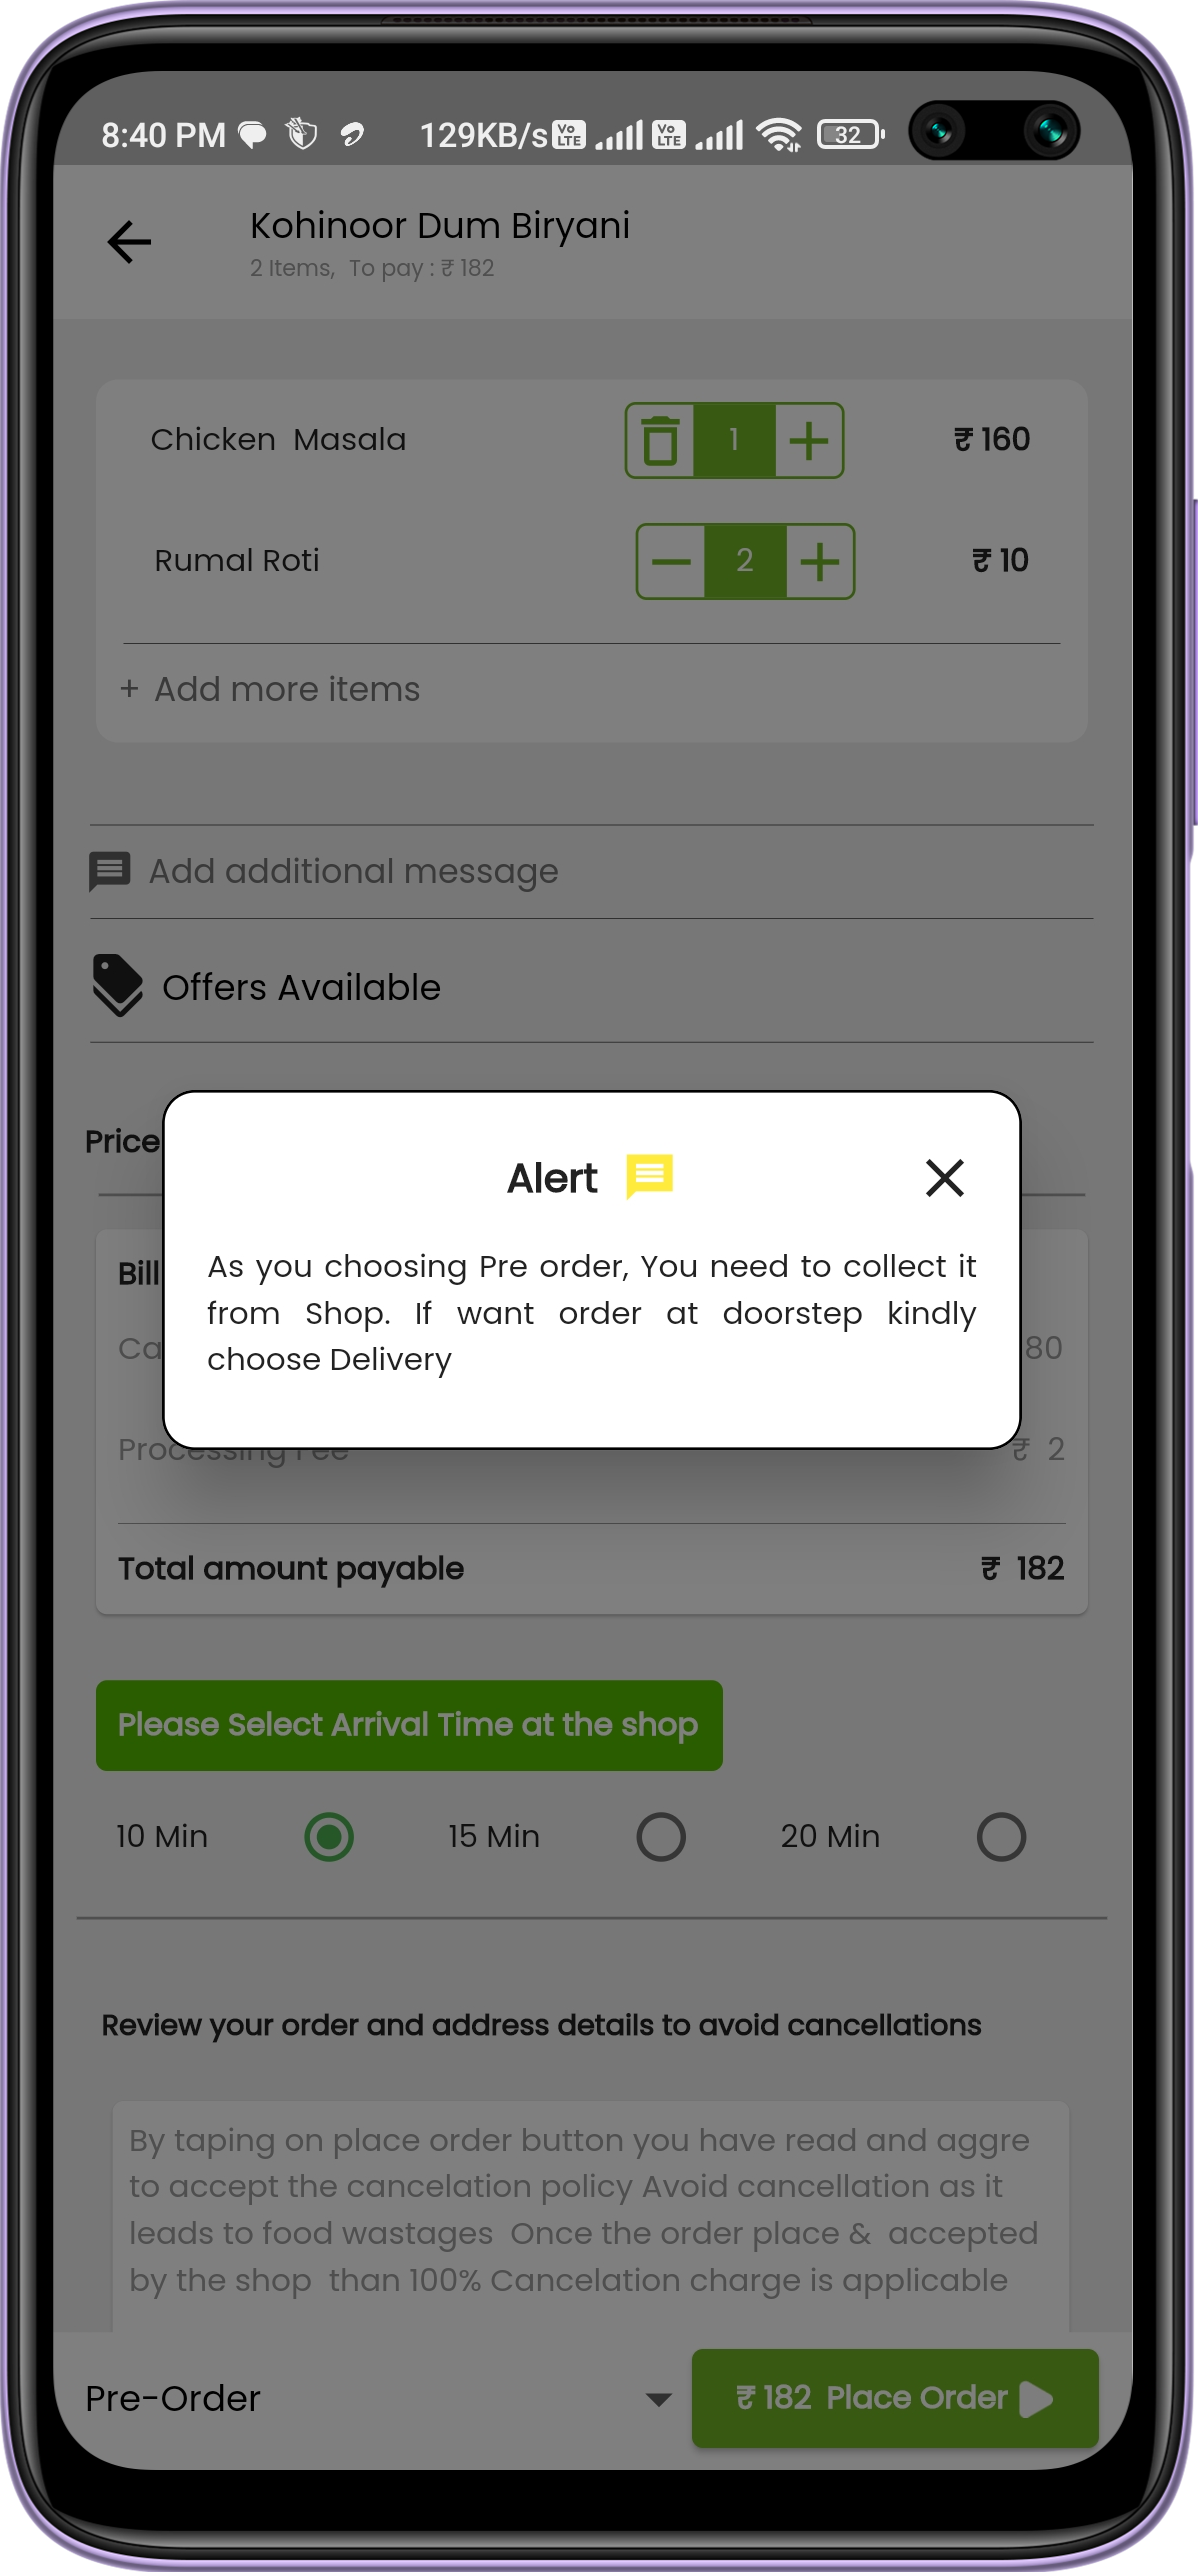 8:40 PM 129KB/s Vo LTE Vo LTE 32
Kohinoor Dum Biryani
2 Items, To pay : ₹ 182
Chicken Masala 1 + ₹ 160
Rumal Roti − 2 + ₹ 10
+ Add more items
Add additional message
Offers Available
Price
Alert
As you choosing Pre order, You need to collect it
from Shop. If want order at doorstep kindly
choose Delivery
Bill
Ca 80
Processing Fee ₹ 2
Total amount payable ₹ 182
Please Select Arrival Time at the shop
10 Min 15 Min 20 Min
Review your order and address details to avoid cancellations
By taping on place order button you have read and aggre
to accept the cancelation policy Avoid cancellation as it
leads to food wastages Once the order place & accepted
by the shop than 100% Cancelation charge is applicable
Pre-Order ₹ 182 Place Order